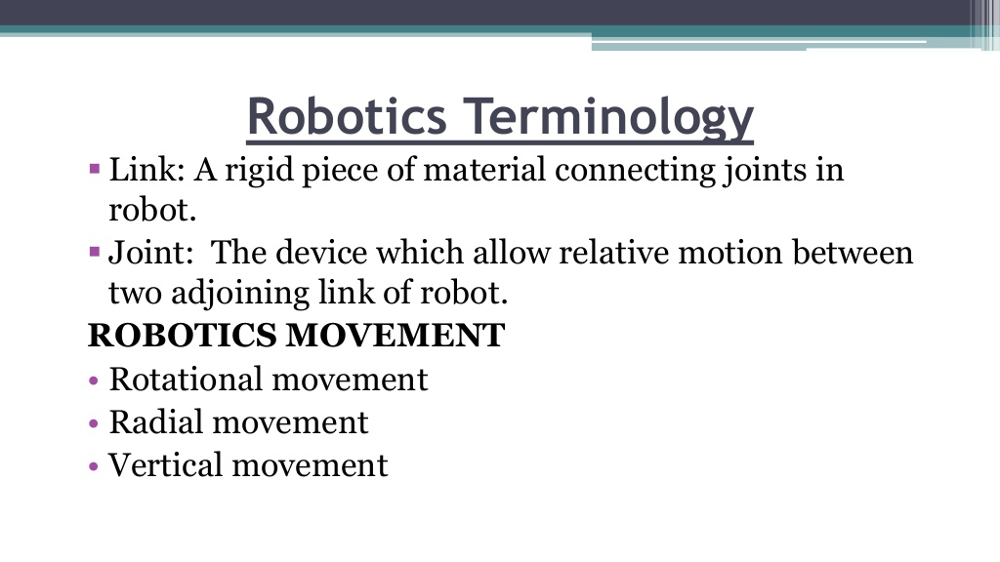 Robotics Terminology
▪ Link: A rigid piece of material connecting joints in
robot.
▪ Joint:  The device which allow relative motion between
two adjoining link of robot.
ROBOTICS MOVEMENT
• Rotational movement
• Radial movement
• Vertical movement